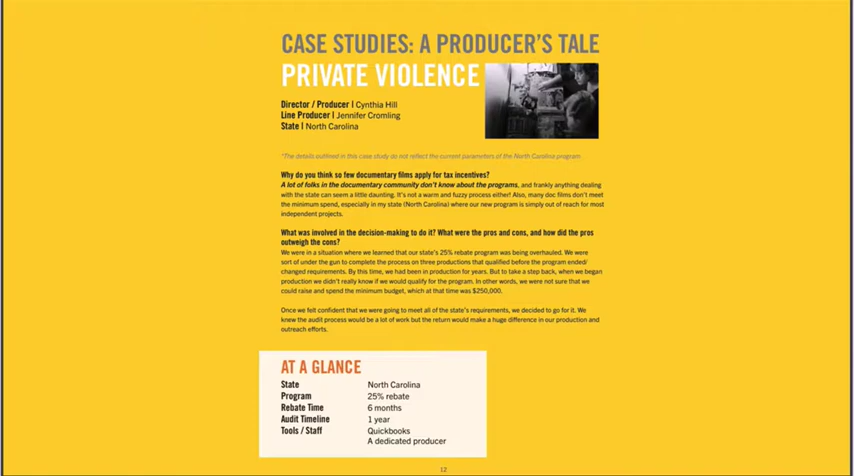 CASE STUDIES: A PRODUCER'S TALE
PRIVATE VIOLENCE
Director / Producer | Cynthia Hill
Line Producer | Jennifer Cromling
State | North Carolina
*The details outlined in this case study do not reflect the current parameters of the North Carolina program.
Why do you think so few documentary films apply for tax incentives?
A lot of folks in the documentary community don't know about the programs, and frankly anything dealing
with the state can seem a little daunting. It's not a warm and fuzzy process either! Also, many doc films don't meet
the minimum spend, especially in my state (North Carolina) where our new program is simply out of reach for most
independent projects.
What was involved in the decision-making to do it? What were the pros and cons, and how did the pros
outweigh the cons?
We were in a situation where we learned that our state's 25% rebate program was being overhauled. We were
sort of under the gun to complete the process on three productions that qualified before the program ended/
changed requirements. By this time, we had been in production for years. But to take a step back, when we began
production we didn't really know if we would qualify for the program. In other words, we were not sure that we
could raise and spend the minimum budget, which at that time was $250,000.
Once we felt confident that we were going to meet all of the state's requirements, we decided to go for it. We
knew the audit process would be a lot of work but the return would make a huge difference in our production and
outreach efforts.
AT A GLANCE
State North Carolina
Program 25% rebate
Rebate Time 6 months
Audit Timeline 1 year
Tools / Staff Quickbooks
A dedicated producer
12